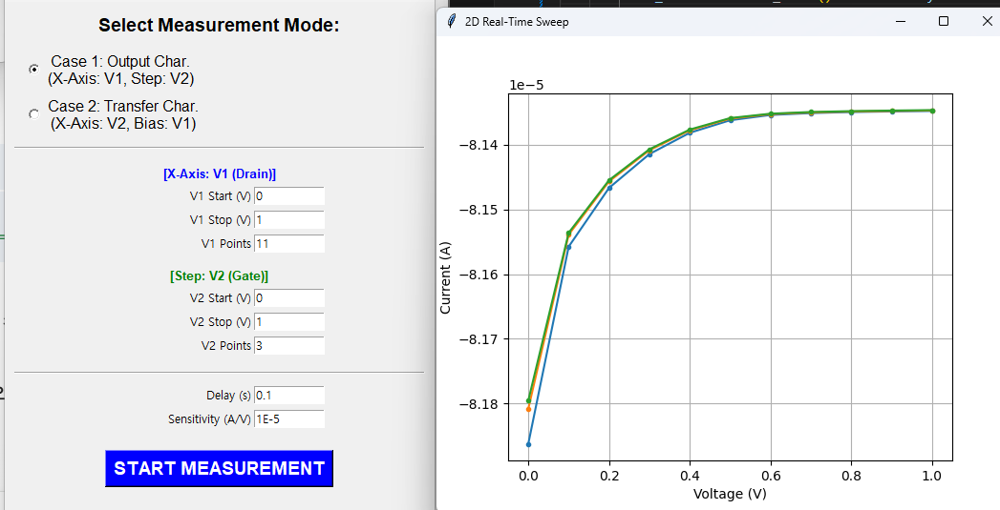 Select Measurement Mode:
Case 1: Output Char.
(X-Axis: V1, Step: V2)
Case 2: Transfer Char.
(X-Axis: V2, Bias: V1)
[X-Axis: V1 (Drain)]
V1 Start (V) 0
V1 Stop (V) 1
V1 Points 11
[Step: V2 (Gate)]
V2 Start (V) 0
V2 Stop (V) 1
V2 Points 3
Delay (s) 0.1
Sensitivity (A/V) 1E-5
START MEASUREMENT
2D Real-Time Sweep
1e−5
−8.14
−8.15
−8.16
−8.17
−8.18
Current (A)
0.0 0.2 0.4 0.6 0.8 1.0
Voltage (V)